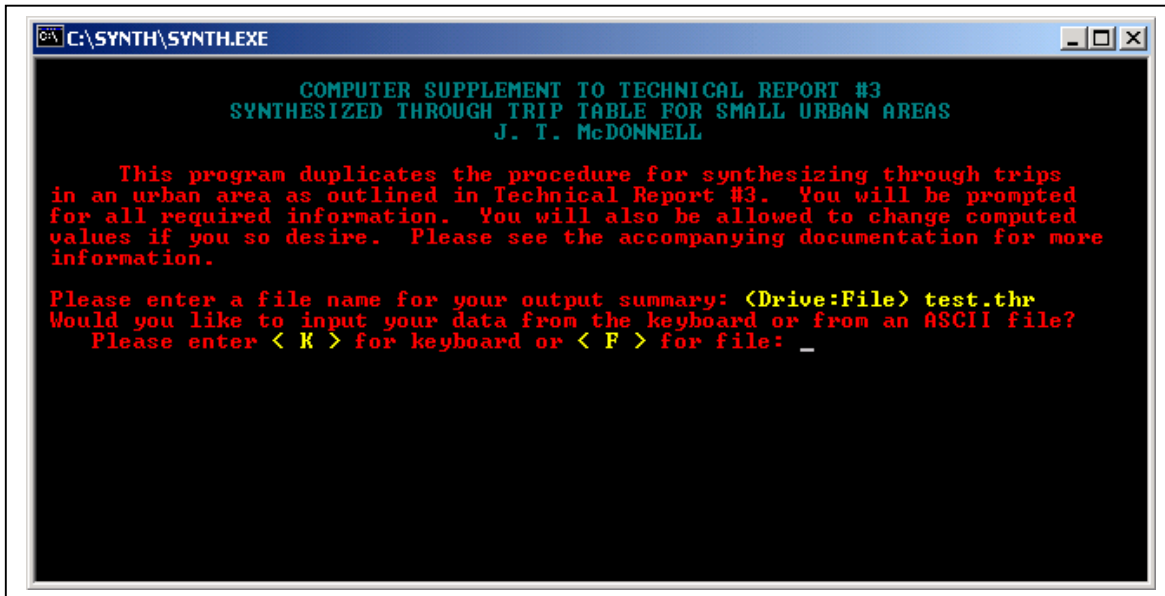 C:\SYNTH\SYNTH.EXE
COMPUTER SUPPLEMENT TO TECHNICAL REPORT #3
SYNTHESIZED THROUGH TRIP TABLE FOR SMALL URBAN AREAS
J. T. McDONNELL
This program duplicates the procedure for synthesizing through trips
in an urban area as outlined in Technical Report #3. You will be prompted
for all required information. You will also be allowed to change computed
values if you so desire. Please see the accompanying documentation for more
information.
Please enter a file name for your output summary: (Drive:File) test.thr
Would you like to input your data from the keyboard or from an ASCII file?
Please enter < K > for keyboard or < F > for file: _